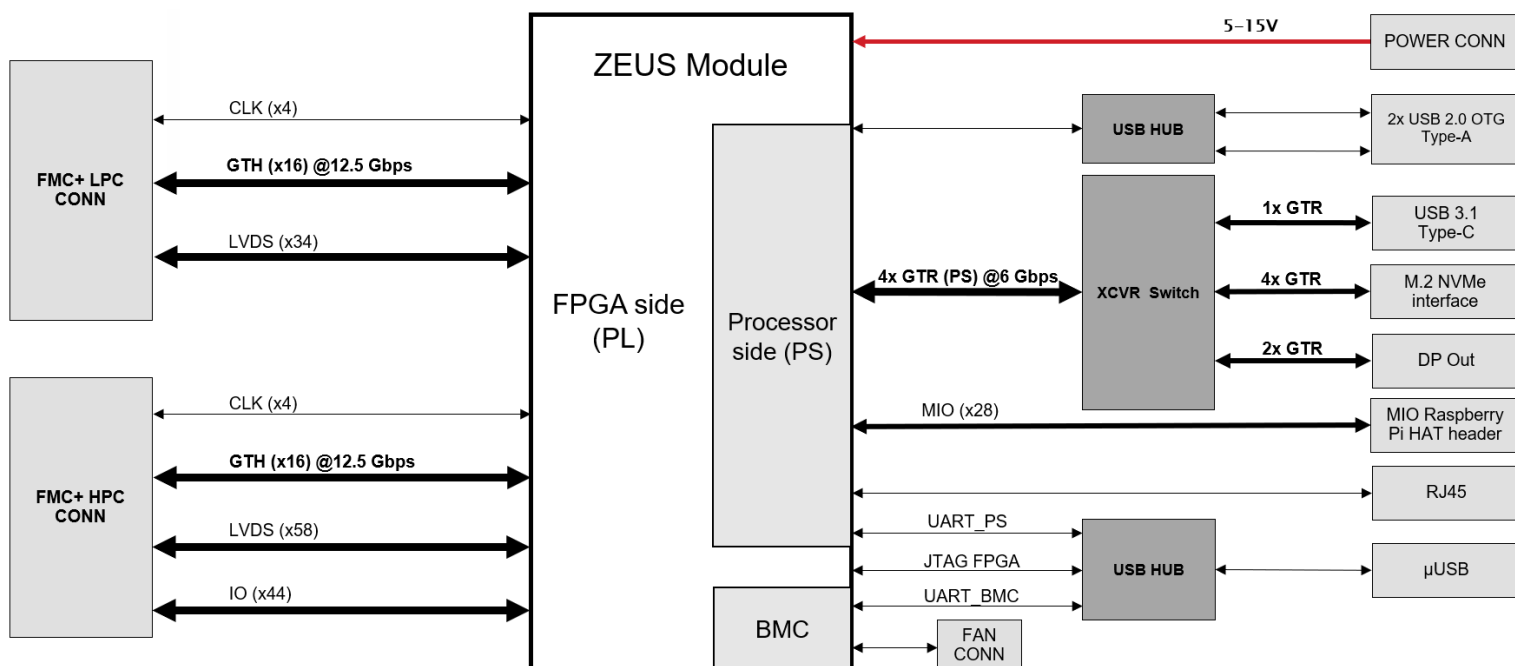 5–15V
POWER CONN
ZEUS Module
CLK (x4)
GTH (x16) @12.5 Gbps
FMC+ LPC
CONN
LVDS (x34)
USB HUB
2x USB 2.0 OTG
Type-A
1x GTR
USB 3.1
Type-C
4x GTR (PS) @6 Gbps
XCVR Switch
4x GTR
M.2 NVMe
interface
2x GTR
DP Out
FPGA side
(PL)
Processor
side (PS)
MIO (x28)
MIO Raspberry
Pi HAT header
CLK (x4)
GTH (x16) @12.5 Gbps
FMC+ HPC
CONN
LVDS (x58)
IO (x44)
RJ45
UART_PS
JTAG FPGA
UART_BMC
USB HUB
µUSB
BMC
FAN
CONN